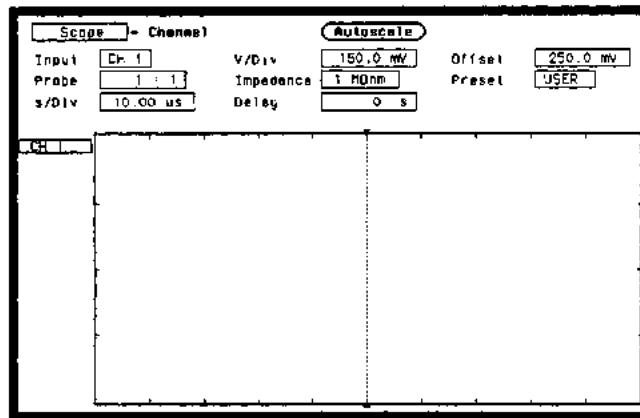 Scope - Channel Autoscale
Input CH 1 V/Div 150.0 mV Offset 250.0 mV
Probe 1 : 1 Impedance 1 MOhm Preset USER
s/Div 10.00 us Delay 0 s
CH